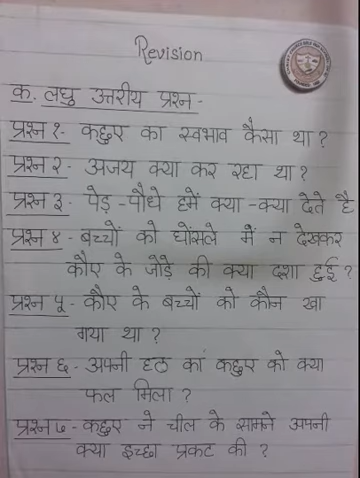 Revision
क. लघु उत्तरीय प्रश्न -
प्रश्न १- कछुए का स्वभाव कैसा था ?
प्रश्न २- अजय क्या कर रहा था ?
प्रश्न ३- पेड़ -पौधे हमें क्या -क्या देते है
प्रश्न ४- बच्चों को घोंसले में न देखकर
कौए के जोड़े की क्या दशा हुई ?
प्रश्न ५- कौए के बच्चों को कौन खा
गया था ?
प्रश्न ६- अपनी हठ का कछुए को क्या
फल मिला ?
प्रश्न ७- कछुए ने चील के सामने अपनी
क्या इच्छा प्रकट की ?